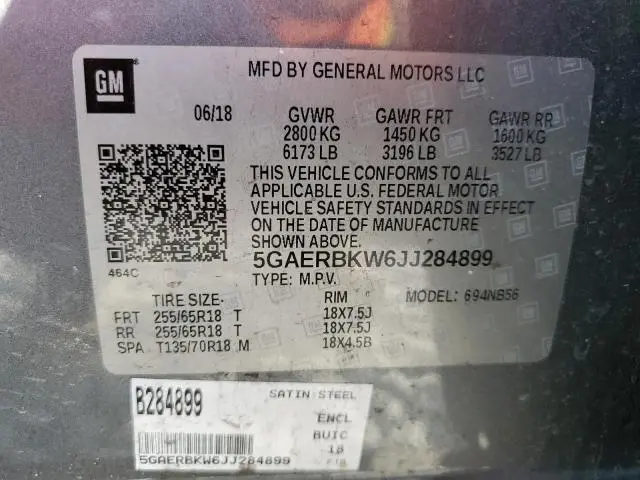 GM
MFD BY GENERAL MOTORS LLC
06/18 GVWR GAWR FRT GAWR RR
2800 KG 1450 KG 1600 KG
6173 LB 3196 LB 3527 LB
THIS VEHICLE CONFORMS TO ALL
APPLICABLE U.S. FEDERAL MOTOR
VEHICLE SAFETY STANDARDS IN EFFECT
ON THE DATE OF MANUFACTURE
SHOWN ABOVE.
464C
5GAERBKW6JJ284899
TYPE: M.P.V. MODEL: 694NB56
TIRE SIZE: RIM
FRT 255/65R18 T 18X7.5J
RR 255/65R18 T 18X7.5J
SPA T135/70R18 M 18X4.5B
B284899 SATIN STEEL
ENCL
BUIC
18
5GAERBKW6JJ284899